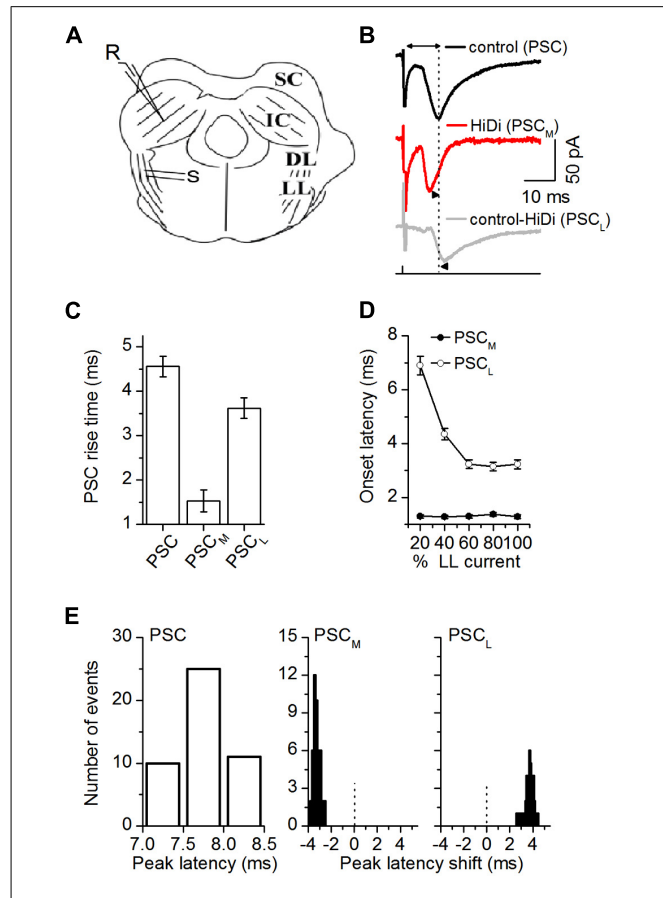 A
R
SC
IC
DL
LL
S
B
control (PSC)
HiDi (PSCM)
control-HiDi (PSCL)
50 pA
10 ms
C
PSC rise time (ms)
5
4
3
2
1
PSC
PSCM
PSCL
D
PSCM
PSCL
Onset latency (ms)
8
6
4
2
20 40 60 80 100
% LL current
E
PSC
Number of events
30
20
10
0
7.0 7.5 8.0 8.5
Peak latency (ms)
PSCM
15
12
9
6
3
0
-4 -2 0 2 4
PSCL
-4 -2 0 2 4
Peak latency shift (ms)